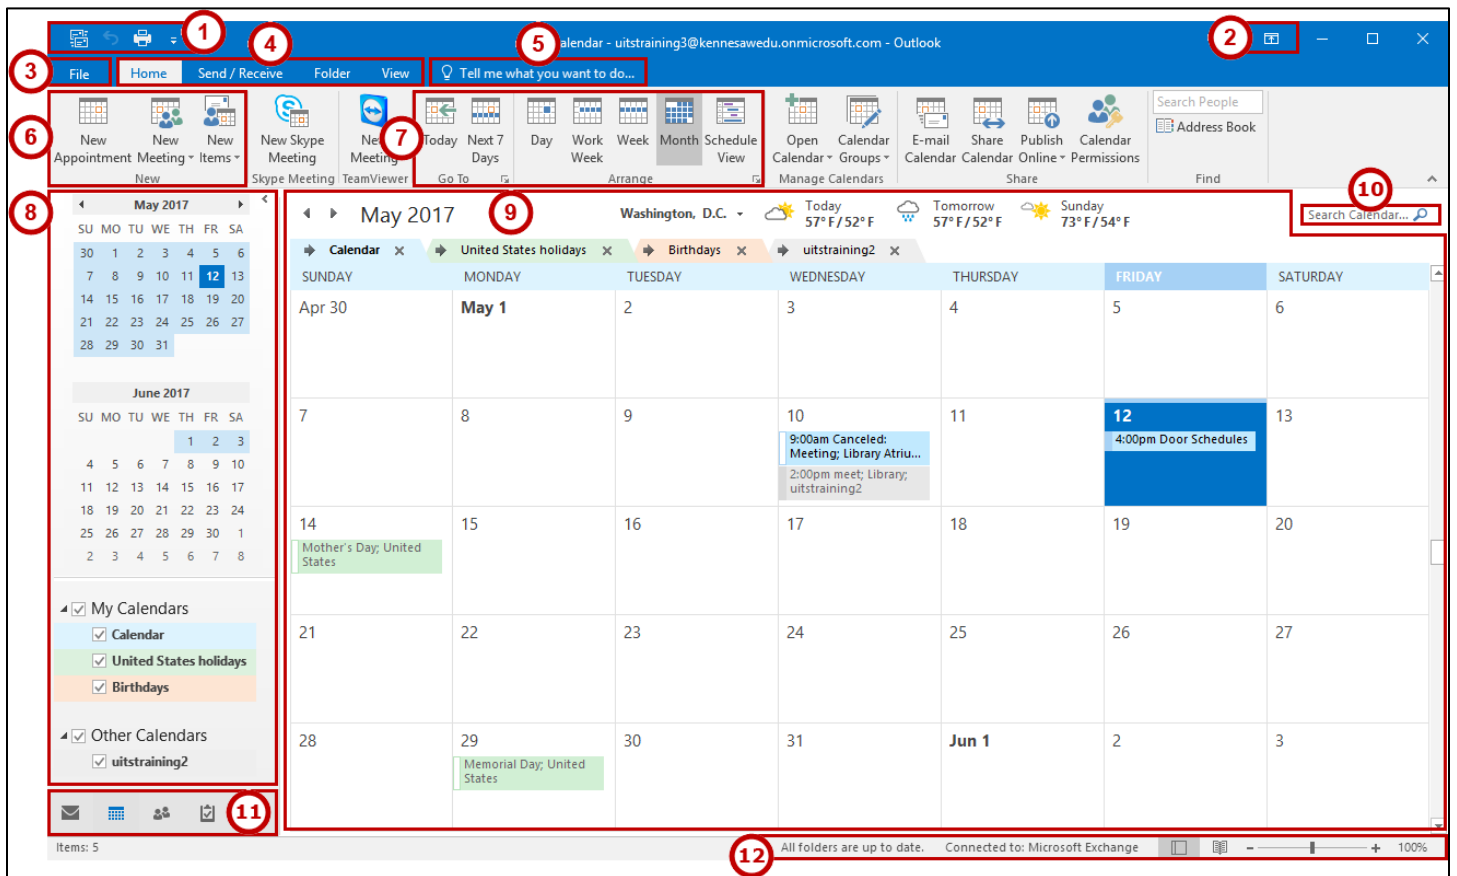 1
4
5
2
alendar - uitstraining3@kennesawedu.onmicrosoft.com - Outlook
3
File
Home
Send / Receive
Folder
View
Tell me what you want to do...
6
7
New
Appointment
New
Meeting
New
Items
New
New Skype
Meeting
Skype Meeting
Meeting
TeamViewer
Today
Next 7
Days
Go To
Day
Work
Week
Week
Month
Schedule
View
Arrange
Open
Calendar
Calendar
Groups
Manage Calendars
E-mail
Calendar
Share
Calendar
Publish
Online
Calendar
Permissions
Share
Search People
Address Book
Find
8
May 2017
SU MO TU WE TH FR SA
30 1 2 3 4 5 6
7 8 9 10 11 12 13
14 15 16 17 18 19 20
21 22 23 24 25 26 27
28 29 30 31
June 2017
SU MO TU WE TH FR SA
1 2 3
4 5 6 7 8 9 10
11 12 13 14 15 16 17
18 19 20 21 22 23 24
25 26 27 28 29 30 1
2 3 4 5 6 7 8
My Calendars
Calendar
United States holidays
Birthdays
Other Calendars
uitstraining2
11
May 2017
9
Washington, D.C.
Today
57° F / 52° F
Tomorrow
57° F / 52° F
Sunday
73° F / 54° F
10
Search Calendar...
Calendar
United States holidays
Birthdays
uitstraining2
SUNDAY MONDAY TUESDAY WEDNESDAY THURSDAY FRIDAY SATURDAY
Apr 30 May 1 2 3 4 5 6
7 8 9 10 11 12 13
9:00am Canceled:
Meeting; Library Atriu...
2:00pm meet; Library;
uitstraining2
4:00pm Door Schedules
14 15 16 17 18 19 20
Mother's Day; United
States
21 22 23 24 25 26 27
28 29 30 31 Jun 1 2 3
Memorial Day; United
States
Items: 5
12
All folders are up to date.
Connected to: Microsoft Exchange
100%